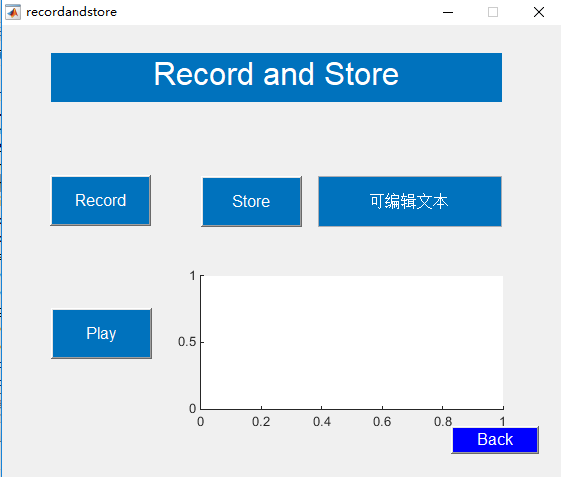 recordandstore
Record and Store
Record
Store
可编辑文本
Play
1
0.5
0
0
0.2
0.4
0.6
0.8
1
Back